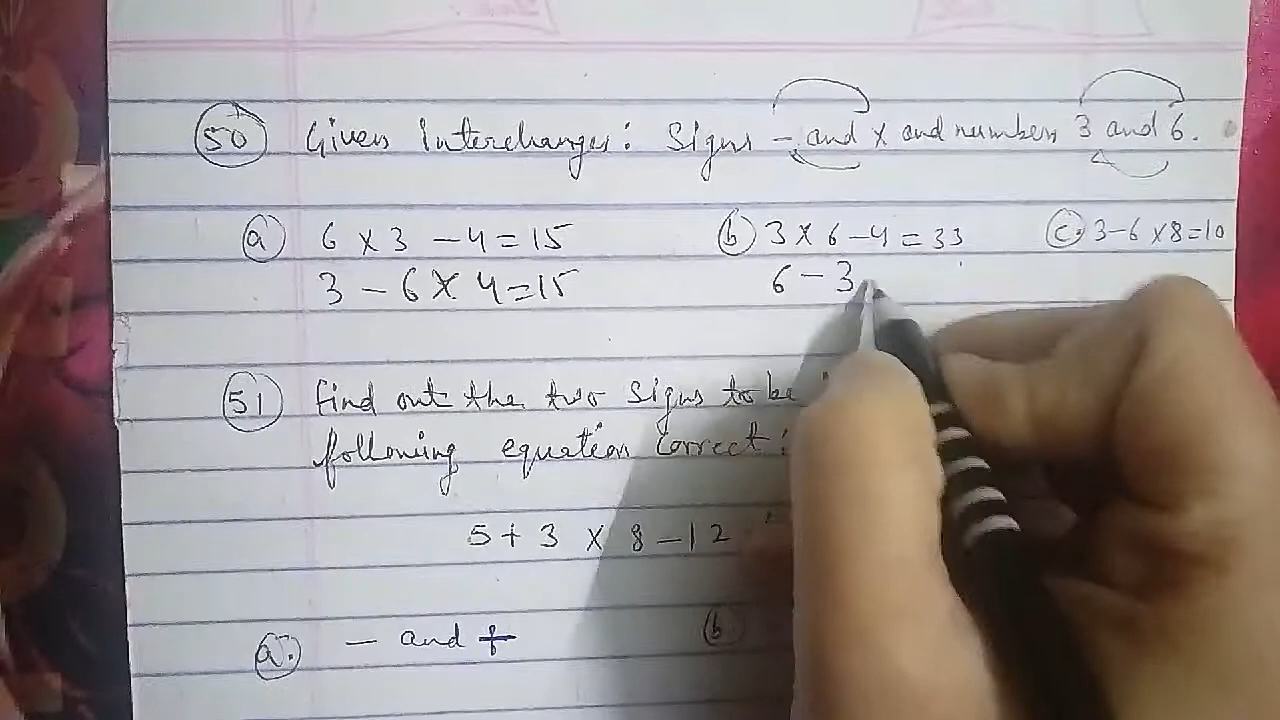 50 Given Interchanges: Signs - and × and numbers 3 and 6.
a 6 × 3 - 4 = 15 b 3 × 6 - 4 = 33 c. 3 - 6 × 8 = 10
3 - 6 × 4 = 15 6 - 3
51 Find out the two signs to be
following equation correct:
5 + 3 × 8 - 12
a. - and + b.